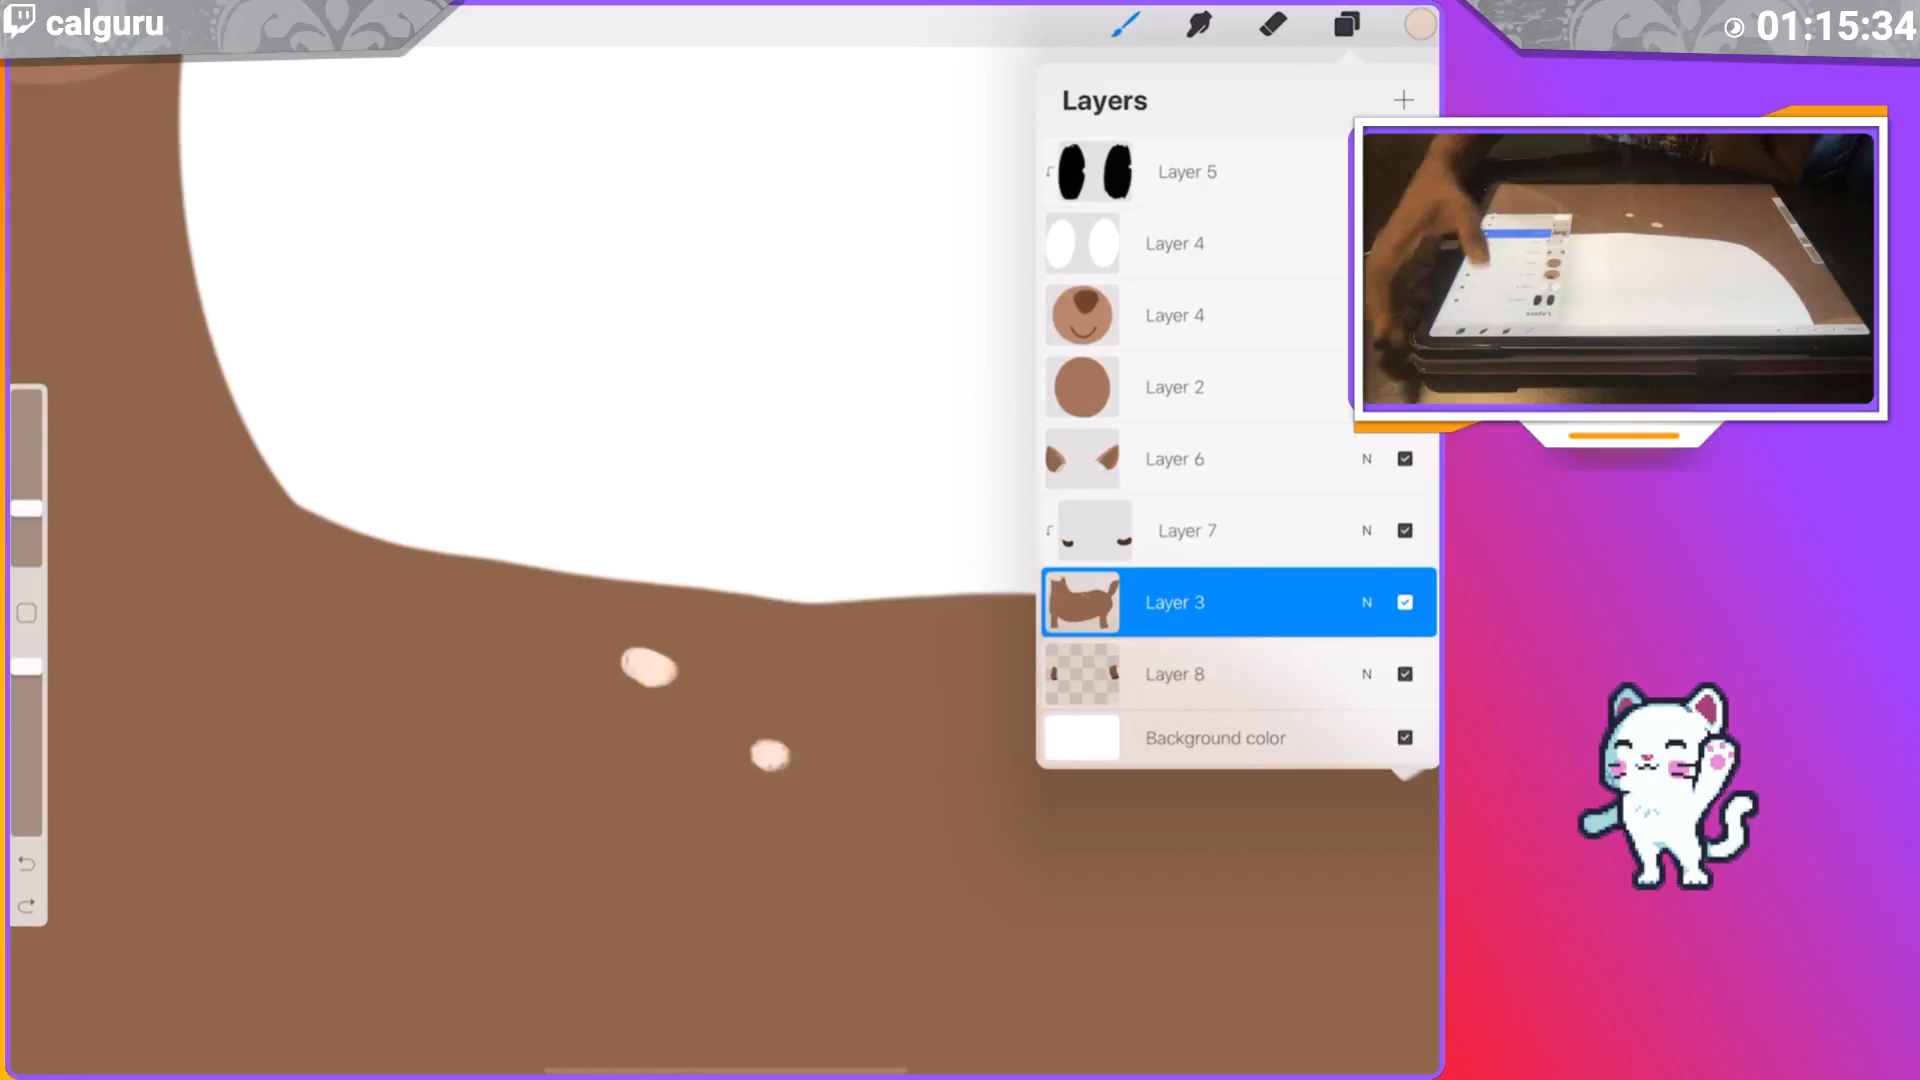 calguru
01:15:34
Layers
Layer 5
Layer 4
Layer 4
Layer 2
Layer 6 N
Layer 7 N
Layer 3 N
Layer 8 N
Background color